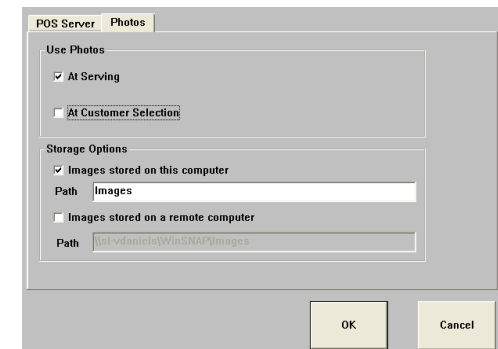 POS Server Photos
Use Photos
At Serving
At Customer Selection
Storage Options
Images stored on this computer
Path Images
Images stored on a remote computer
Path \\sl-vdaniels\WinSNAP\Images
OK Cancel